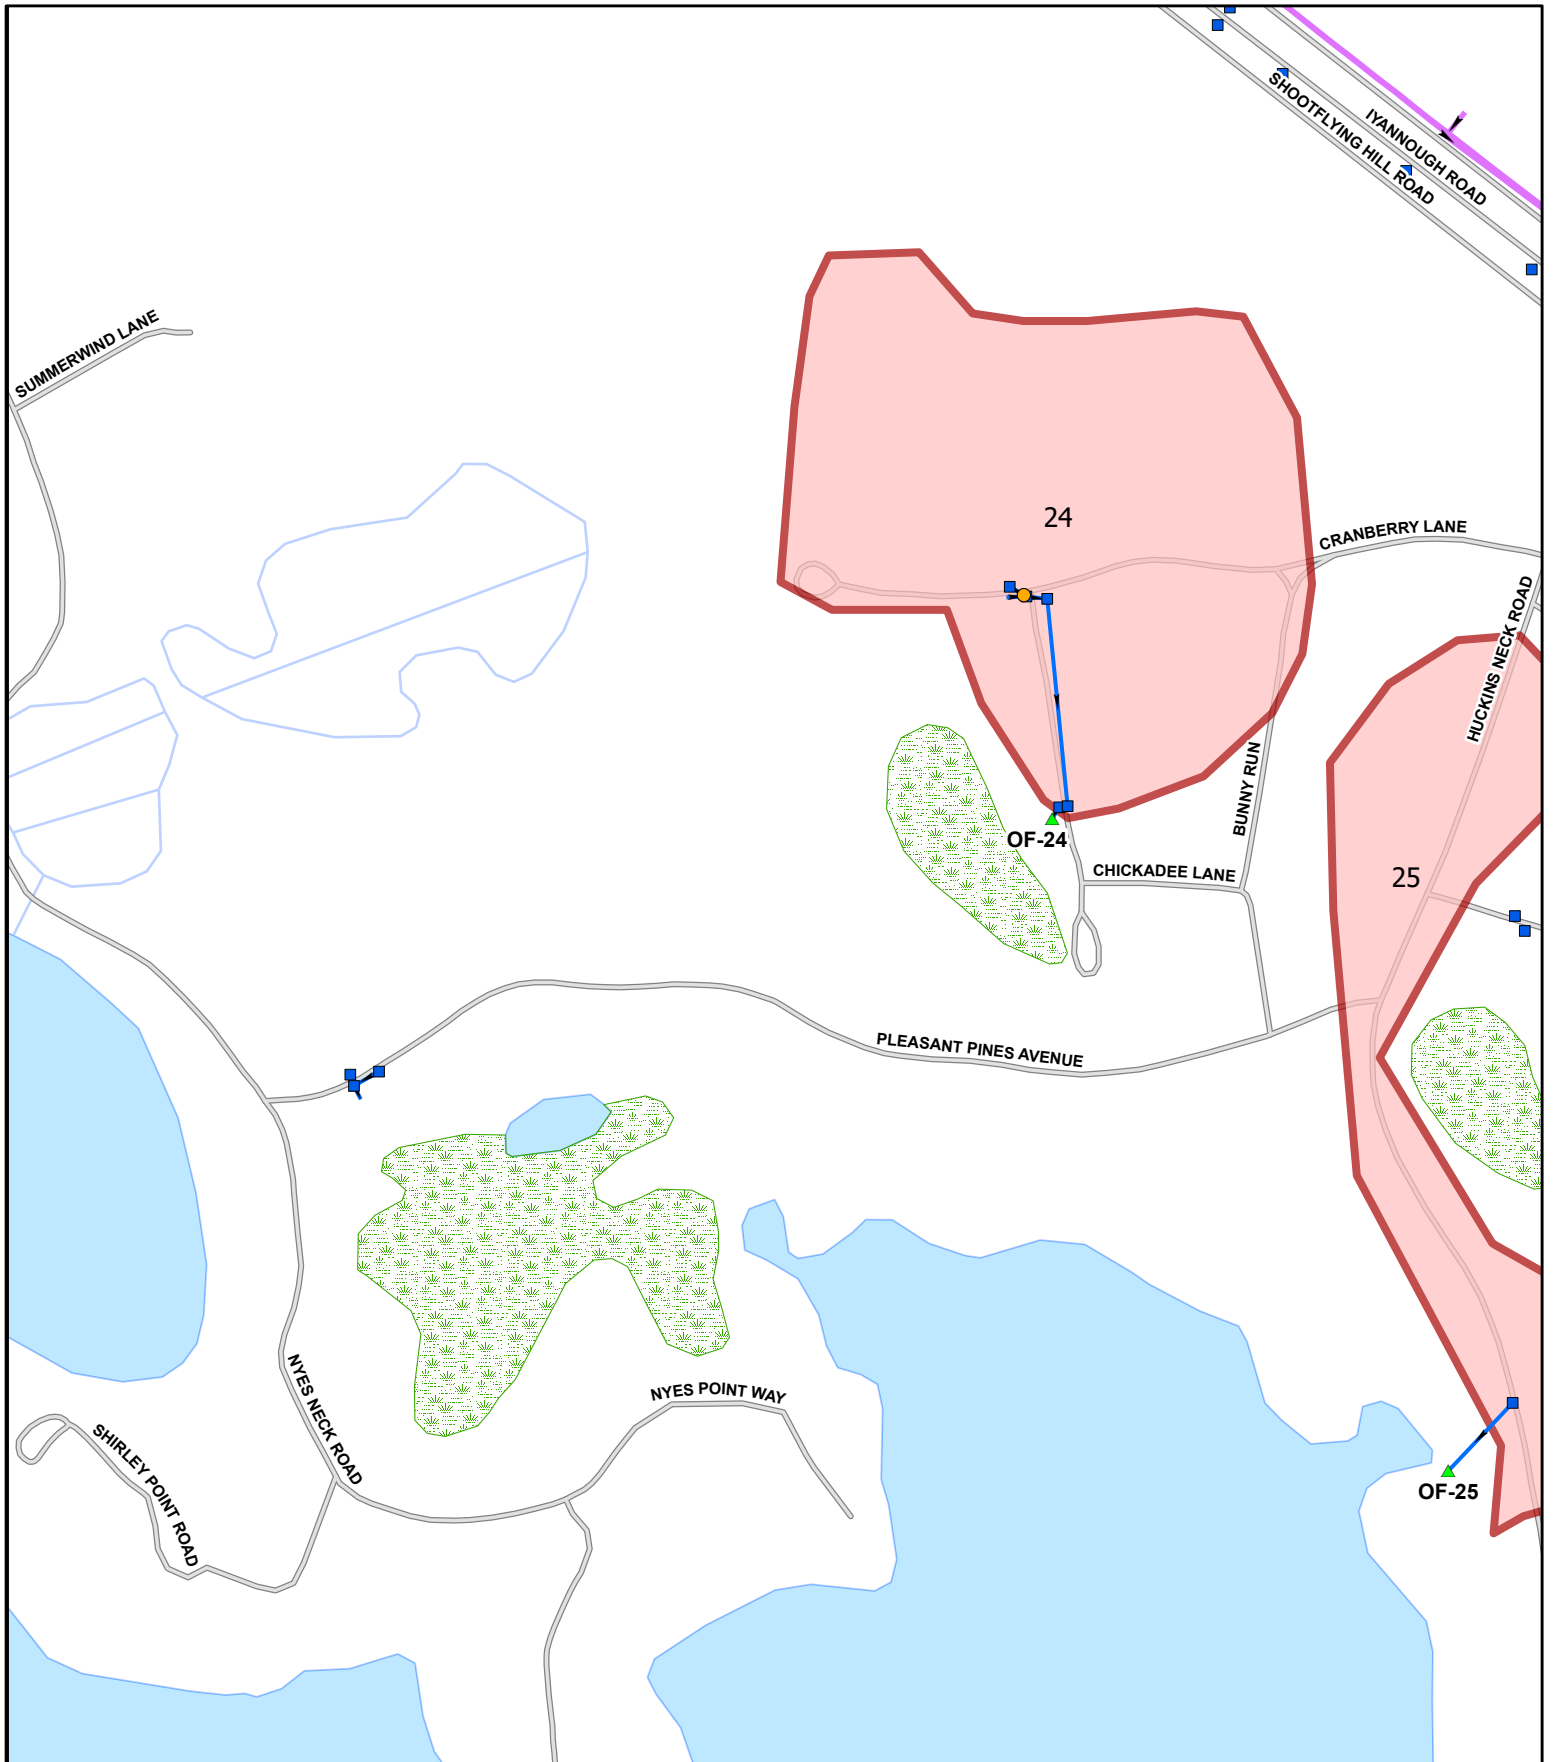 IYANNOUGH ROAD
SHOOTFLYING HILL ROAD
SUMMERWIND LANE
24
CRANBERRY LANE
HUCKINS NECK ROAD
BUNNY RUN
OF-24
CHICKADEE LANE
25
PLEASANT PINES AVENUE
NYES NECK ROAD
NYES POINT WAY
SHIRLEY POINT ROAD
OF-25